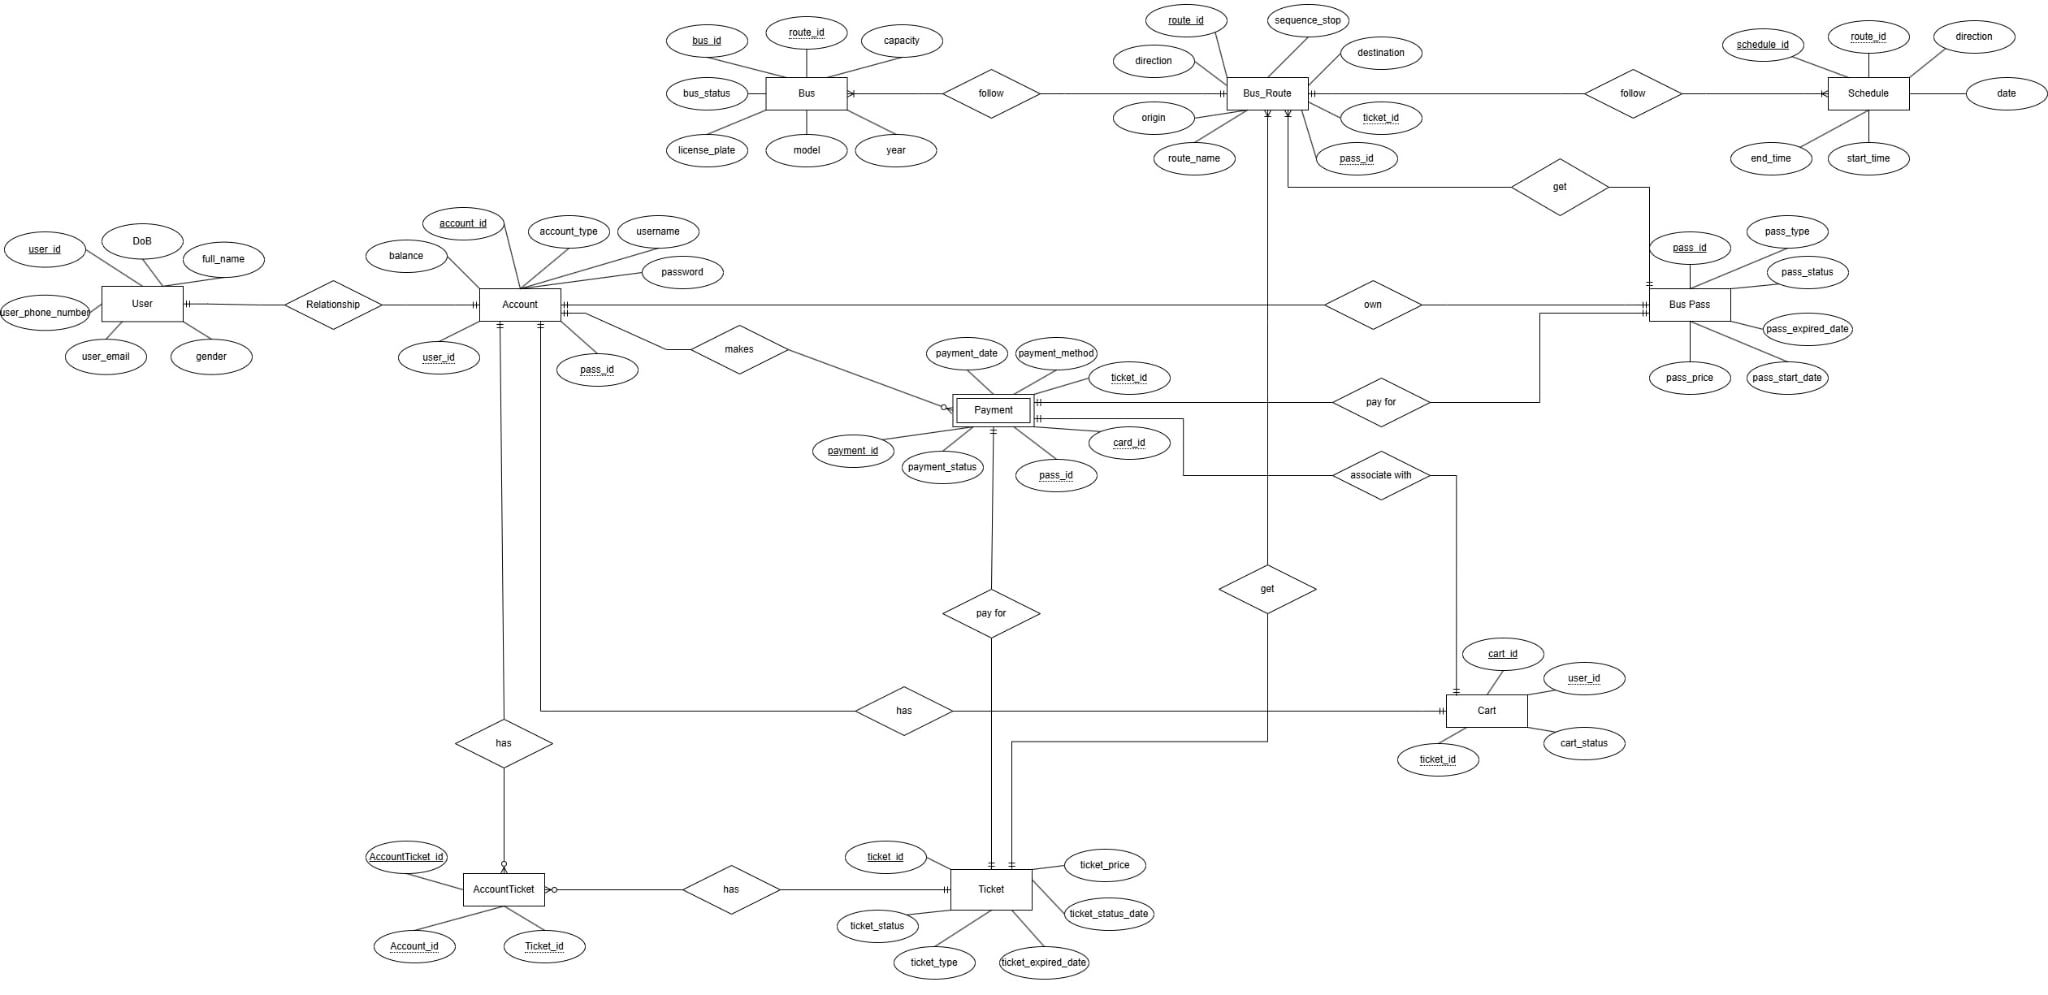 route_id
sequence_stop
bus_id
route_id
capacity
direction
destination
schedule_id
route_id
direction
bus_status
Bus
follow
Bus_Route
follow
Schedule
date
origin
ticket_id
license_plate
model
year
route_name
pass_id
end_time
start_time
get
user_id
DoB
full_name
account_id
account_type
username
balance
password
pass_id
pass_type
pass_status
User
Relationship
Account
own
Bus Pass
user_phone_number
user_email
gender
user_id
pass_id
makes
payment_date
payment_method
ticket_id
pass_expired_date
pass_price
pass_start_date
Payment
pay for
payment_id
payment_status
pass_id
card_id
associate with
get
pay for
cart_id
user_id
has
Cart
ticket_id
cart_status
has
AccountTicket_id
ticket_id
ticket_price
AccountTicket
has
Ticket
ticket_status
ticket_status_date
Account_id
Ticket_id
ticket_type
ticket_expired_date